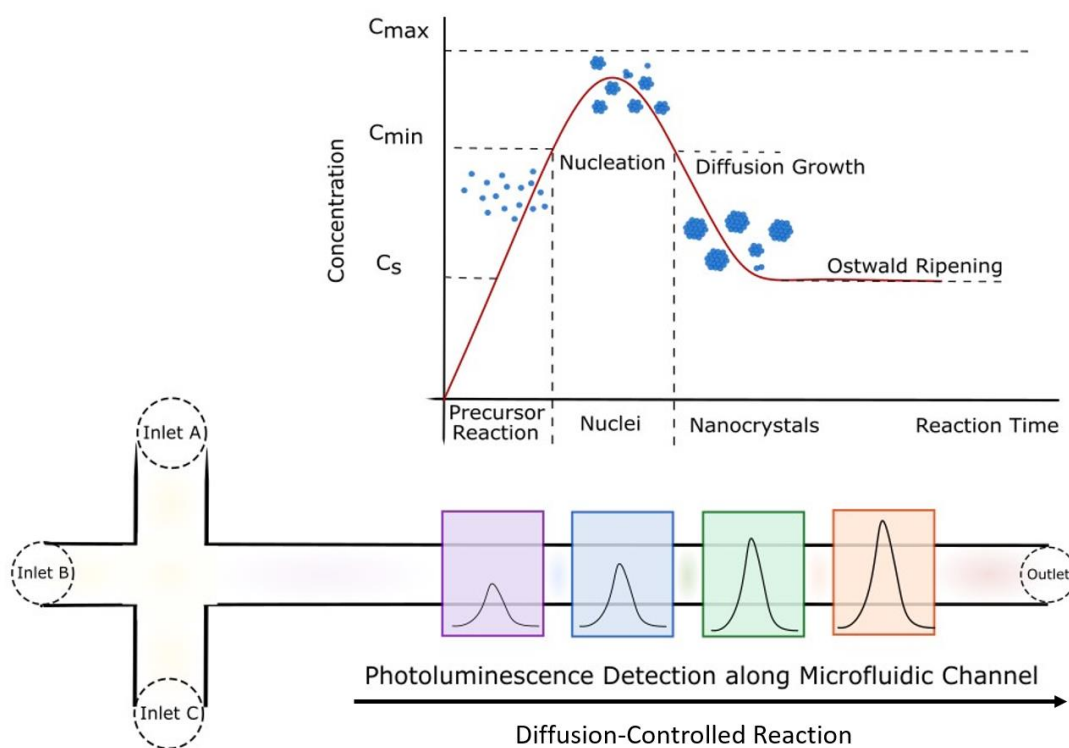 Cmax
Cmin
Cs
Concentration
Nucleation
Diffusion Growth
Ostwald Ripening
Precursor
Reaction
Nuclei
Nanocrystals
Reaction Time
Inlet A
Inlet B
Inlet C
Outlet
Photoluminescence Detection along Microfluidic Channel
Diffusion-Controlled Reaction